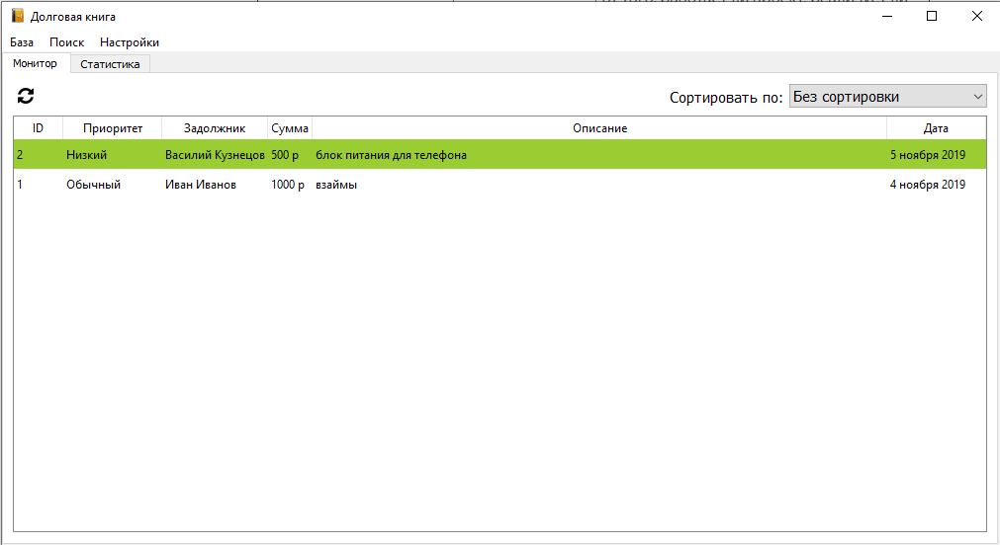 Долговая книга
База Поиск Настройки
Монитор Статистика
Сортировать по: Без сортировки
ID Приоритет Задолжник Сумма Описание Дата
2 Низкий Василий Кузнецов 500 р блок питания для телефона 5 ноября 2019
1 Обычный Иван Иванов 1000 р взаймы 4 ноября 2019